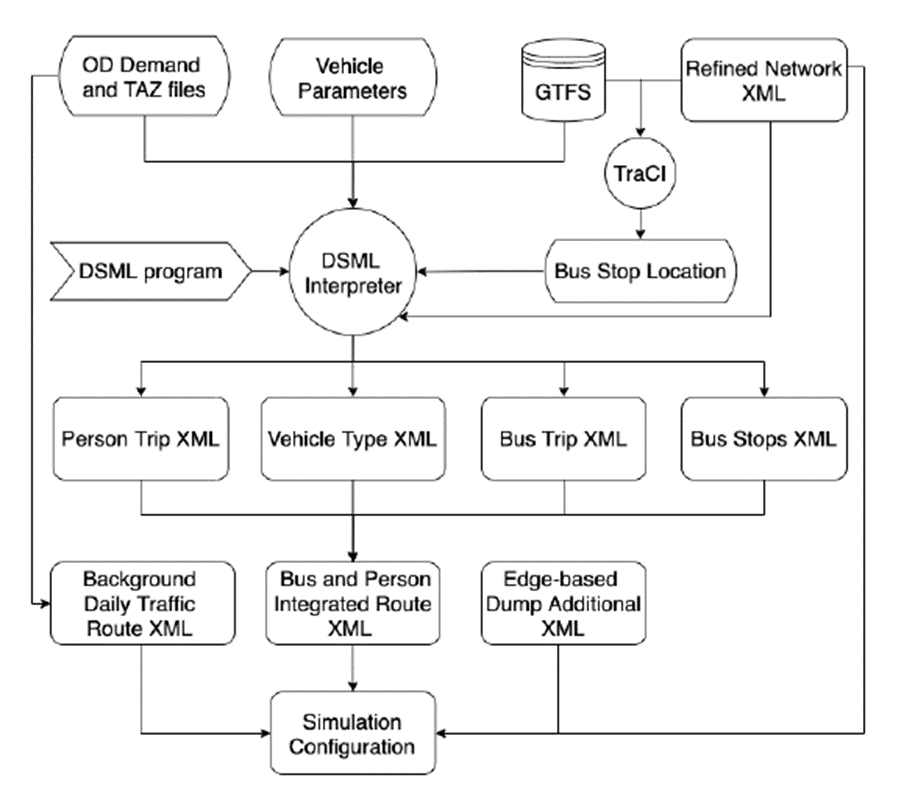 OD Demand
and TAZ files
Vehicle
Parameters
GTFS
Refined Network
XML
TraCI
DSML program
DSML
Interpreter
Bus Stop Location
Person Trip XML
Vehicle Type XML
Bus Trip XML
Bus Stops XML
Background
Daily Traffic
Route XML
Bus and Person
Integrated Route
XML
Edge-based
Dump Additional
XML
Simulation
Configuration